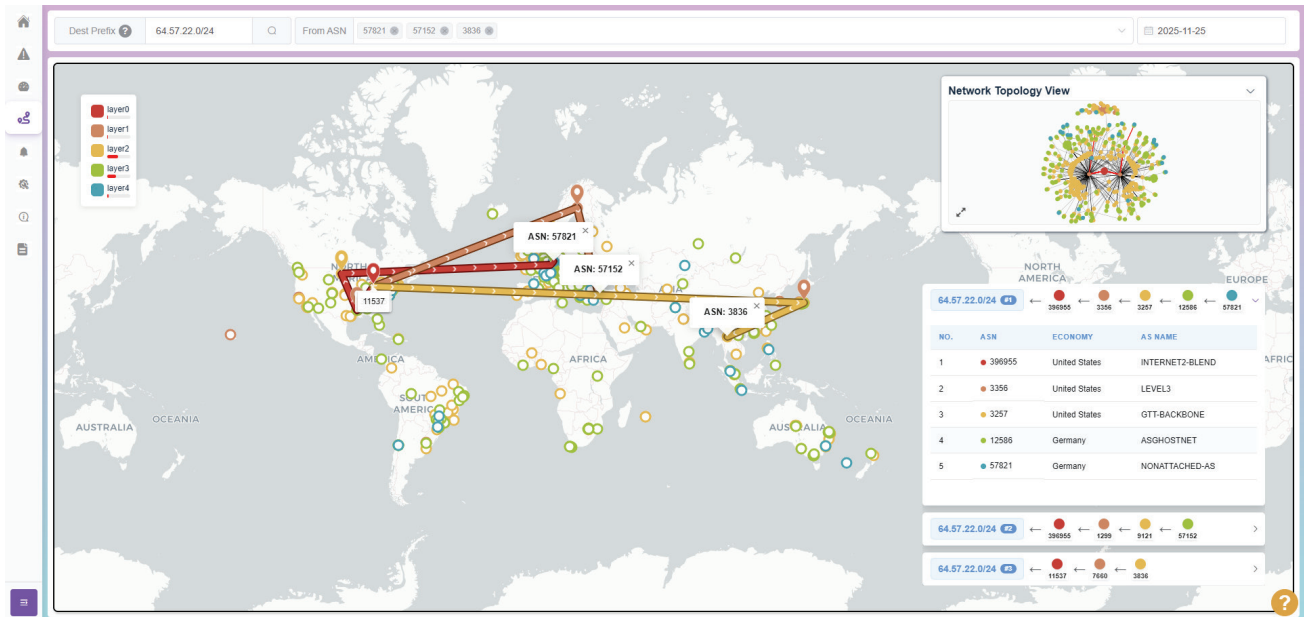 Dest Prefix ? 64.57.22.0/24 From ASN 57821 57152 3836 2025-11-25
layer0
layer1
layer2
layer3
layer4
Network Topology View
ASN: 57821
ASN: 57152
ASN: 3836
11537
NORTH
AMERICA
AFRICA
SOUTH
AMERICA
OCEANIA
AUSTRALIA
AUSTRALIA
OCEANIA
NORTH
AMERICA
EUROPE
64.57.22.0/24 #1 ← 396955 ← 3356 ← 3257 ← 12586 ← 57821
NO. ASN ECONOMY AS NAME
1 396955 United States INTERNET2-BLEND
2 3356 United States LEVEL3
3 3257 United States GTT-BACKBONE
4 12586 Germany ASGHOSTNET
5 57821 Germany NONATTACHED-AS
AFRIC
64.57.22.0/24 #2 ← 396955 ← 1299 ← 9121 ← 57152
64.57.22.0/24 #3 ← 11537 ← 7660 ← 3836
?